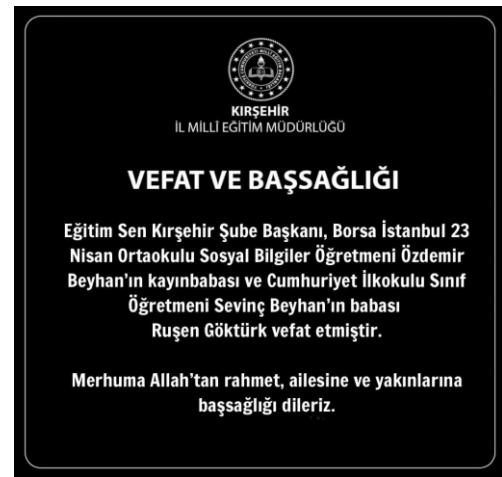 KIRŞEHİR
İL MİLLÎ EĞİTİM MÜDÜRLÜĞÜ
VEFAT VE BAŞSAĞLIĞI
Eğitim Sen Kırşehir Şube Başkanı, Borsa İstanbul 23
Nisan Ortaokulu Sosyal Bilgiler Öğretmeni Özdemir
Beyhan’ın kayınbabası ve Cumhuriyet İlkokulu Sınıf
Öğretmeni Sevinç Beyhan’ın babası
Ruşen Göktürk vefat etmiştir.
Merhuma Allah’tan rahmet, ailesine ve yakınlarına
başsağlığı dileriz.